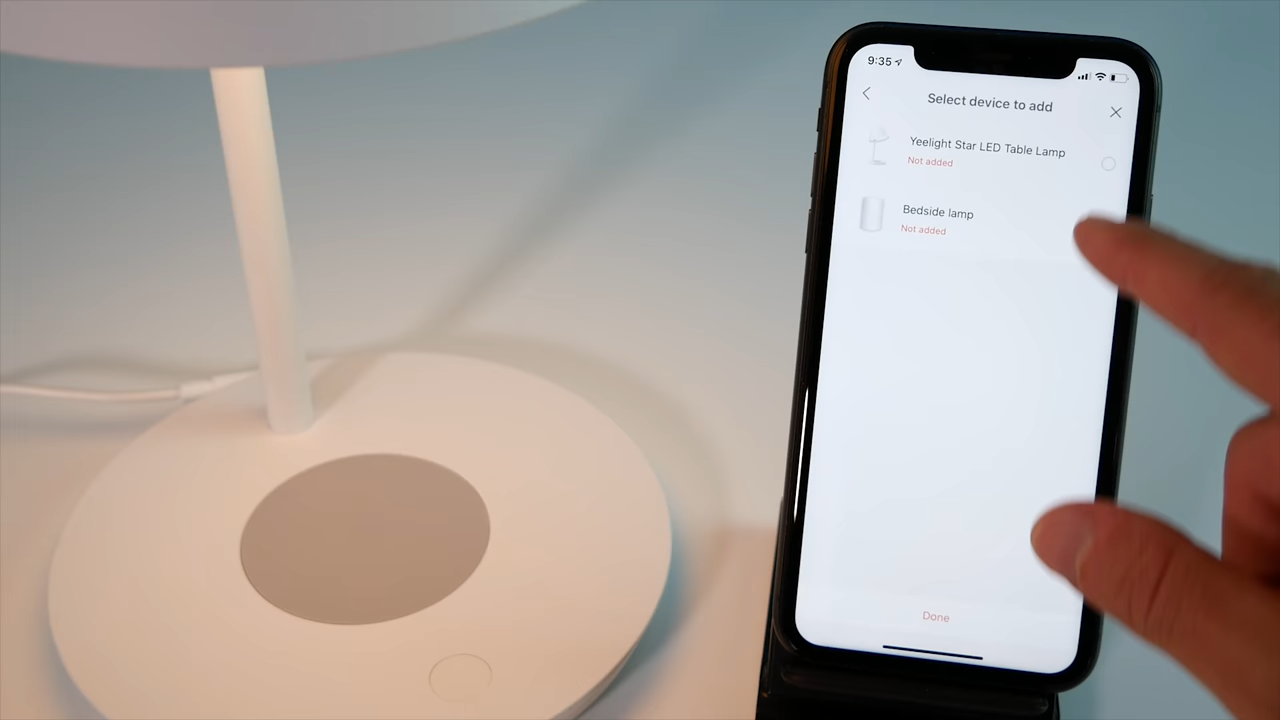 9:35
Select device to add
Yeelight Star LED Table Lamp
Not added
Bedside lamp
Not added
Done